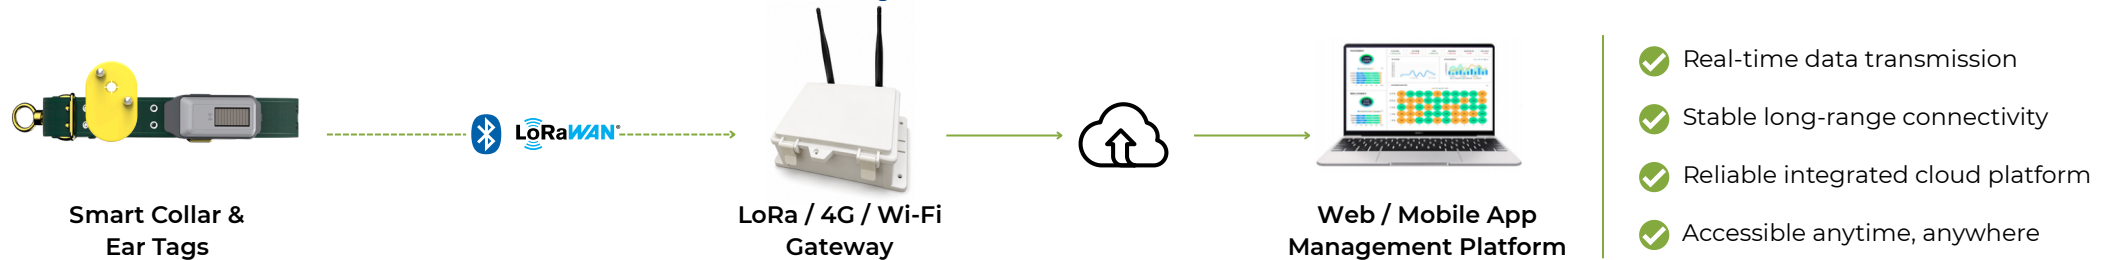 Smart Collar &
Ear Tags
LoRaWAN®
LoRa / 4G / Wi-Fi
Gateway
Web / Mobile App
Management Platform
Real-time data transmission
Stable long-range connectivity
Reliable integrated cloud platform
Accessible anytime, anywhere